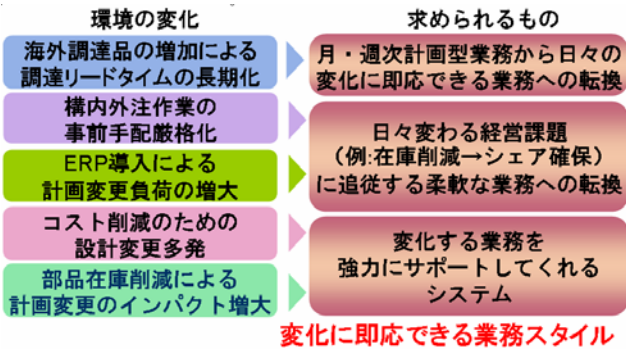 環境の変化
海外調達品の増加による
調達リードタイムの長期化
構内外注作業の
事前手配厳格化
ERP導入による
計画変更負荷の増大
コスト削減のための
設計変更多発
部品在庫削減による
計画変更のインパクト増大
求められるもの
月・週次計画型業務から日々の
変化に即応できる業務への転換
日々変わる経営課題
(例:在庫削減→シェア確保)
に追従する柔軟な業務への転換
変化する業務を
強力にサポートしてくれる
システム
変化に即応できる業務スタイル